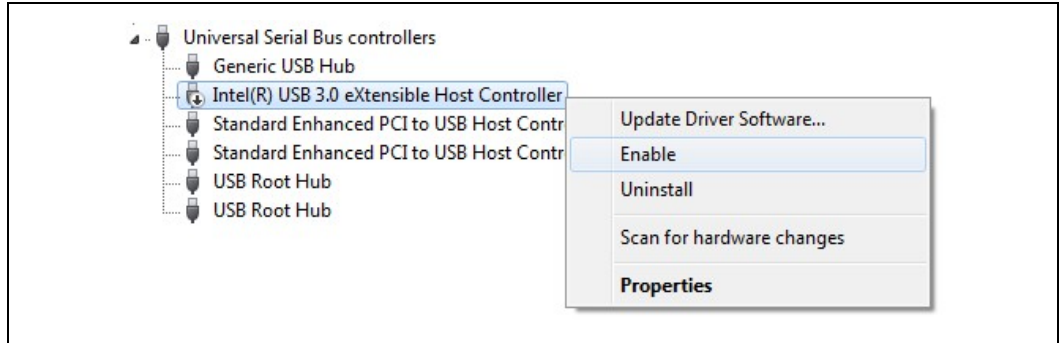 Universal Serial Bus controllers
Generic USB Hub
Intel(R) USB 3.0 eXtensible Host Controller
Standard Enhanced PCI to USB Host Contr
Standard Enhanced PCI to USB Host Contr
USB Root Hub
USB Root Hub
Update Driver Software...
Enable
Uninstall
Scan for hardware changes
Properties